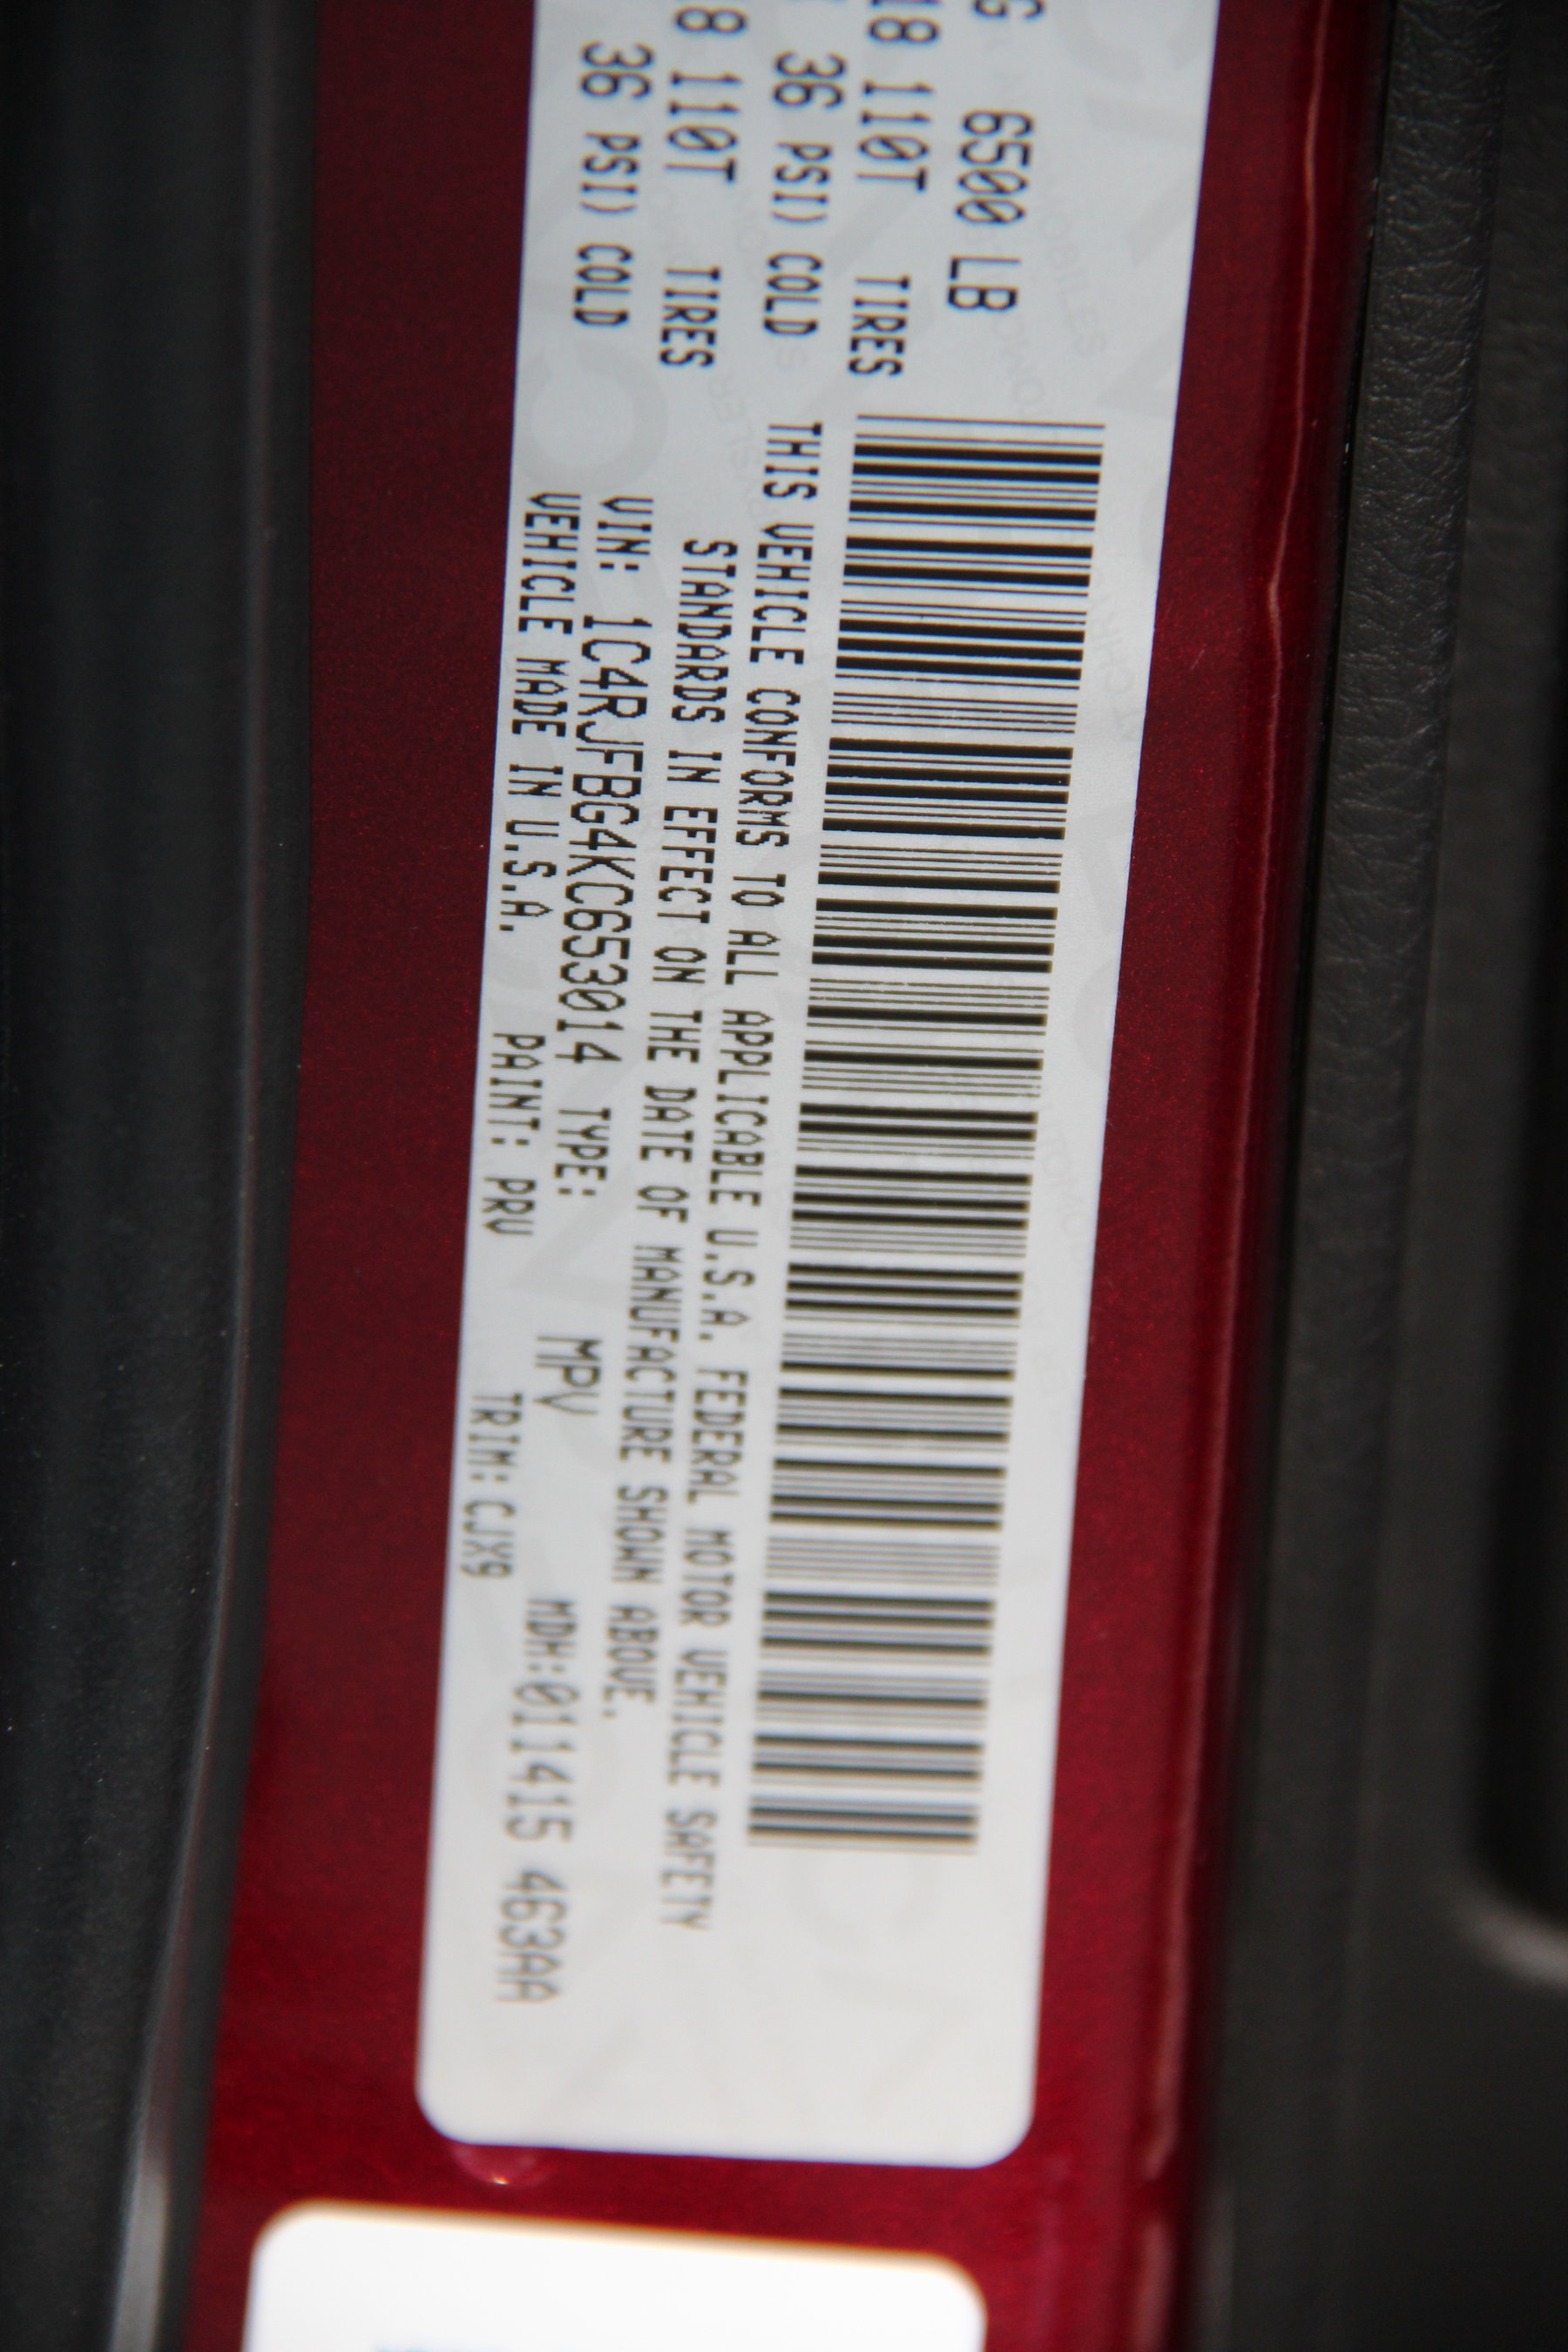 G 6500 LB
18 110T TIRES
36 PSI) COLD
8 110T TIRES
36 PSI) COLD
THIS VEHICLE CONFORMS TO ALL APPLICABLE U.S.A. FEDERAL MOTOR VEHICLE SAFETY
STANDARDS IN EFFECT ON THE DATE OF MANUFACTURE SHOWN ABOVE.
VIN: 1C4RJFBG4KC653014 TYPE: MPV MDH:011415 463AA
VEHICLE MADE IN U.S.A. PAINT: PRV TRIM: CJX9